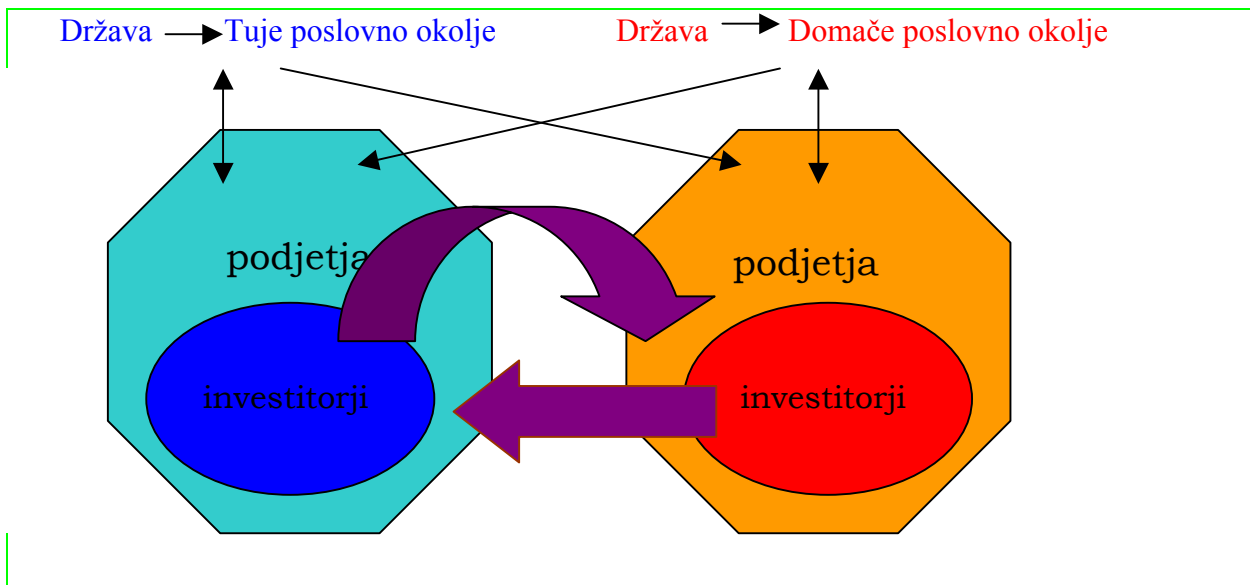 Država Tuje poslovno okolje
Država Domače poslovno okolje
podjetja
podjetja
investitorji
investitorji